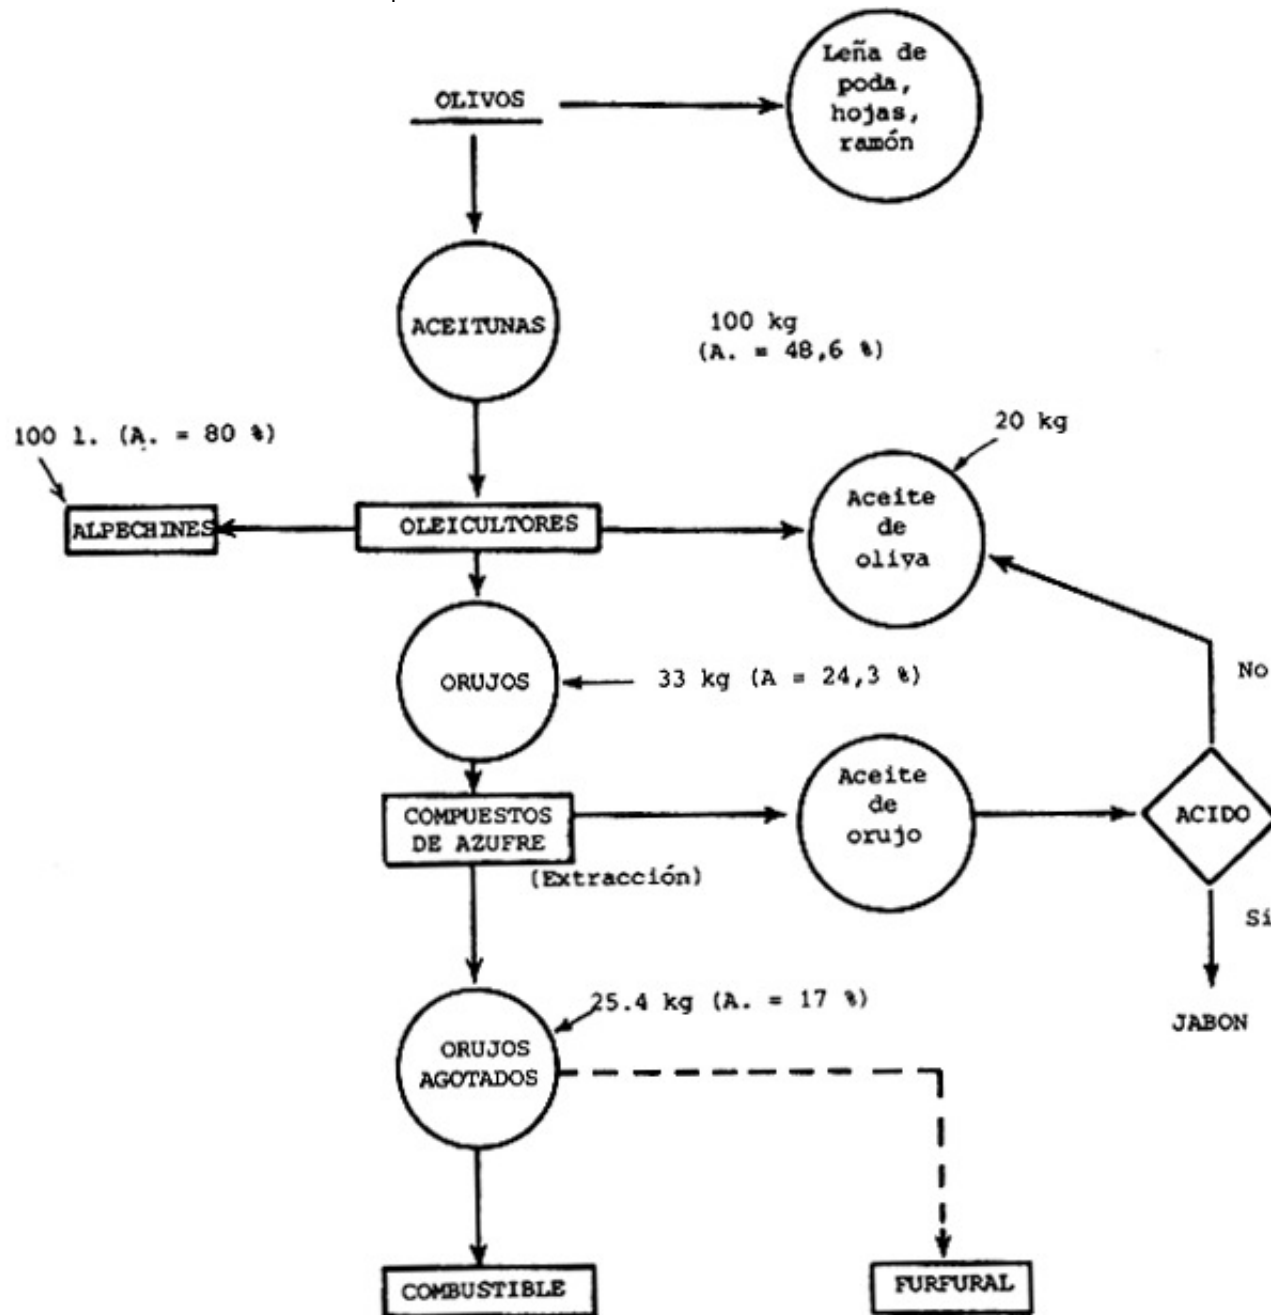 OLIVOS
Leña de
poda,
hojas,
ramón
ACEITUNAS
100 kg
(A. = 48,6 %)
100 l. (A. = 80 %)
20 kg
ALPECHINES
OLEICULTORES
Aceite
de
oliva
ORUJOS
33 kg (A = 24,3 %)
No
COMPUESTOS
DE AZUFRE
(Extracción)
Aceite
de
orujo
ACIDO
Si
25.4 kg (A. = 17 %)
JABON
ORUJOS
AGOTADOS
COMBUSTIBLE
FURFURAL